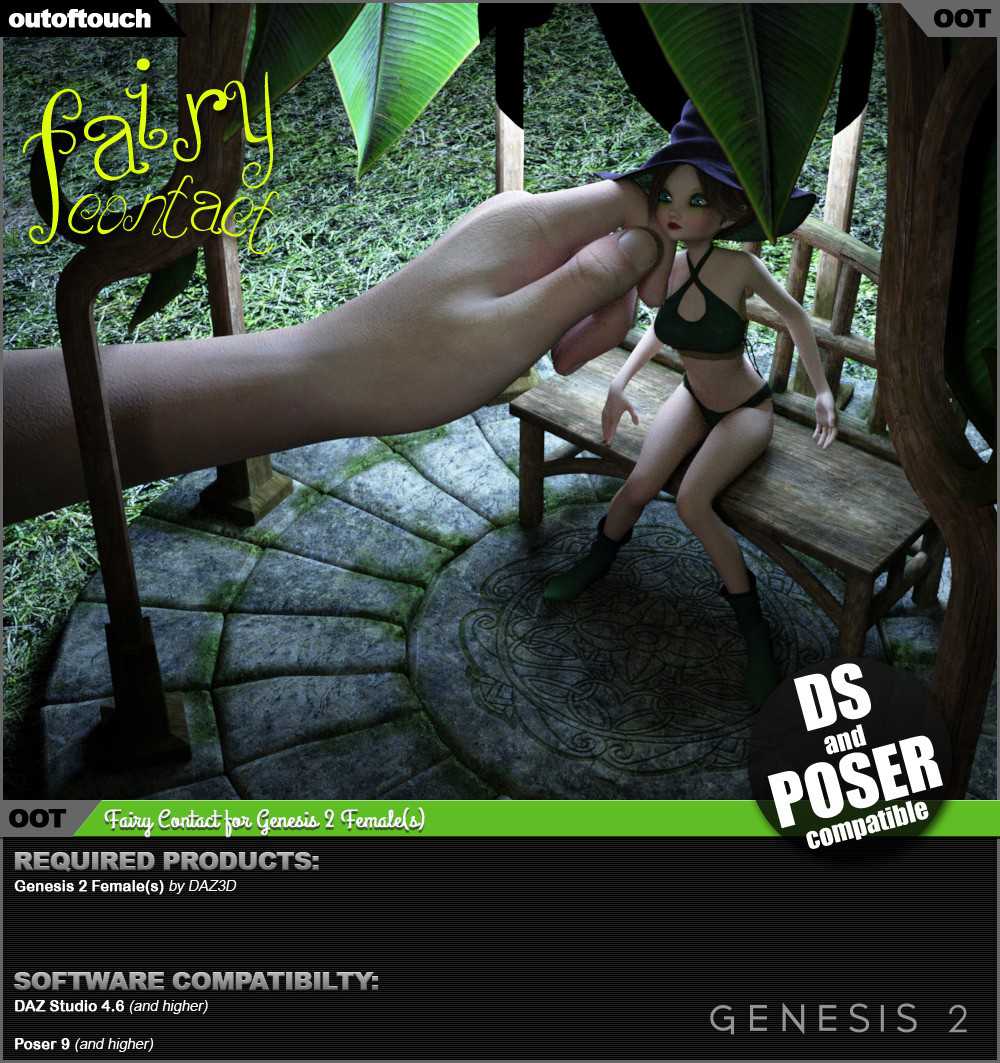 outoftouch
OOT
fairy
contact
DS
and
POSER
compatible
OOT
Fairy Contact for Genesis 2 Female(s)
REQUIRED PRODUCTS:
Genesis 2 Female(s) by DAZ3D
SOFTWARE COMPATIBILTY:
DAZ Studio 4.6 (and higher)
Poser 9 (and higher)
GENESIS 2